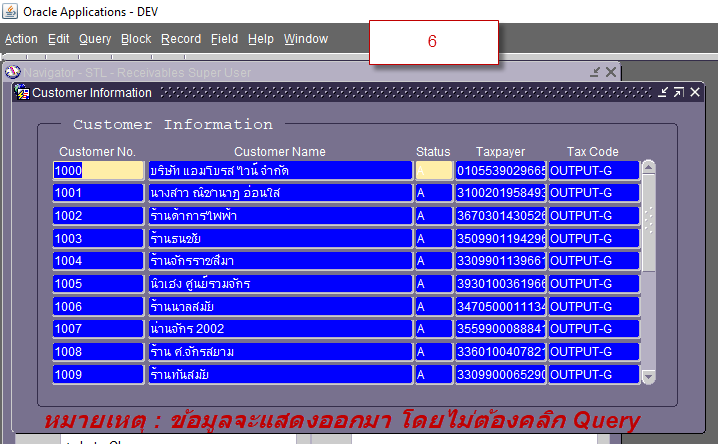 Oracle Applications - DEV
Action Edit Query Block Record Field Help Window
6
Navigator - STL - Receivables Super User
Customer Information
Customer Information
Customer No. Customer Name Status Taxpayer Tax Code
1000 บริษัท แอมโบรส ไวน์ จำกัด A 0105539029665 OUTPUT-G
1001 นางสาว ณิชานาฏ อ่อนใส A 3100201958493 OUTPUT-G
1002 ร้านดำการไฟฟ้า A 3670301430526 OUTPUT-G
1003 ร้านธนชัย A 3509901194296 OUTPUT-G
1004 ร้านจักรราชสีมา A 3309901139661 OUTPUT-G
1005 นิวเฮง ศูนย์รวมจักร A 3930100361966 OUTPUT-G
1006 ร้านนวลสมัย A 3470500011134 OUTPUT-G
1007 น่านจักร 2002 A 3559900088841 OUTPUT-G
1008 ร้าน ศ.จักรสยาม A 3360100407821 OUTPUT-G
1009 ร้านทันสมัย A 3309900065290 OUTPUT-G
หมายเหตุ : ข้อมูลจะแสดงออกมา โดยไม่ต้องคลิก Query